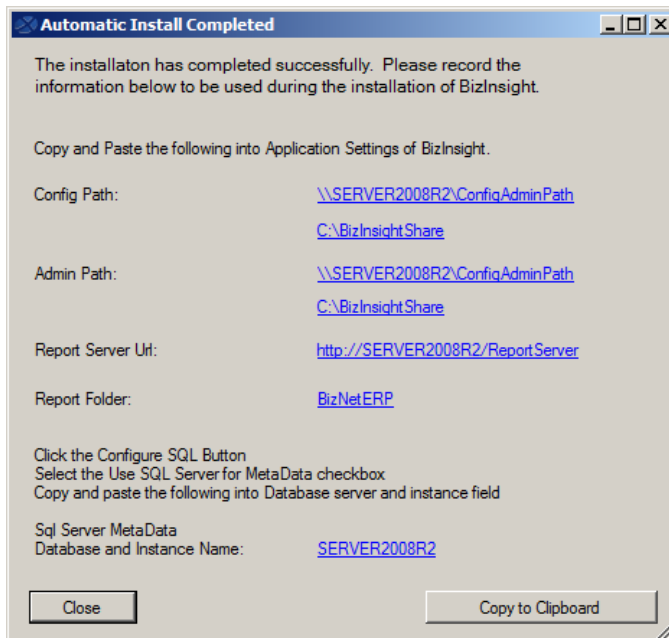 Automatic Install Completed
The installaton has completed successfully. Please record the
information below to be used during the installation of BizInsight.
Copy and Paste the following into Application Settings of BizInsight.
Config Path: \\SERVER2008R2\ConfigAdminPath
C:\BizInsightShare
Admin Path: \\SERVER2008R2\ConfigAdminPath
C:\BizInsightShare
Report Server Url: http://SERVER2008R2/ReportServer
Report Folder: BizNetERP
Click the Configure SQL Button
Select the Use SQL Server for MetaData checkbox
Copy and paste the following into Database server and instance field
Sql Server MetaData
Database and Instance Name: SERVER2008R2
Close Copy to Clipboard